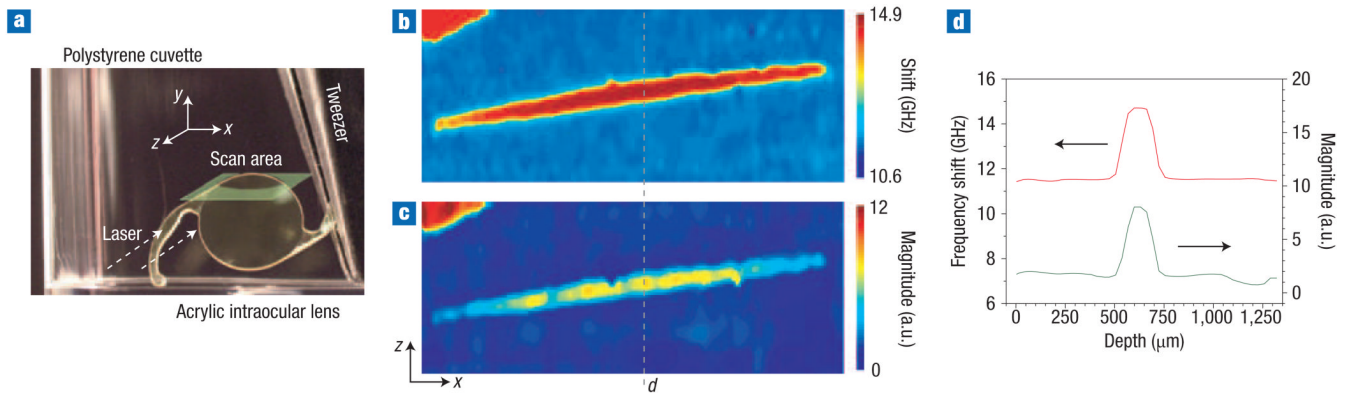 a
Polystyrene cuvette
y
x
z
Tweezer
Scan area
Laser
Acrylic intraocular lens
b
14.9
Shift (GHz)
10.6
c
12
Magnitude (a.u.)
0
z
x
d
d
16
14
12
10
8
6
Frequency shift (GHz)
20
15
10
5
0
Magnitude (a.u.)
0 250 500 750 1,000 1,250
Depth (μm)